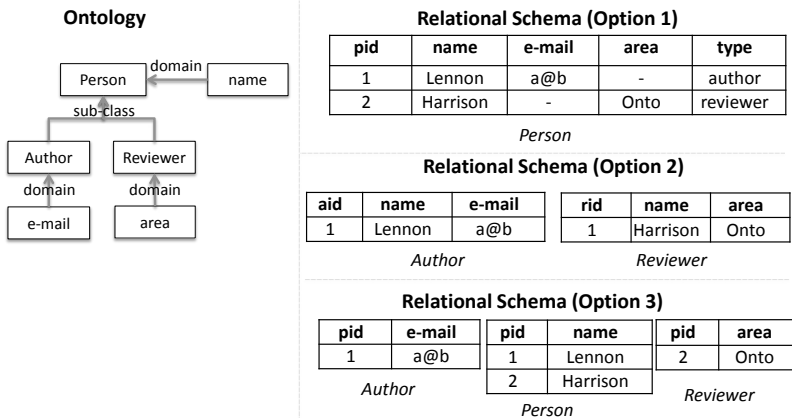 Ontology
domain
Person
name
sub-class
Author
Reviewer
domain
domain
e-mail
area
Relational Schema (Option 1)
pid name e-mail area type
1 Lennon a@b - author
2 Harrison - Onto reviewer
Person
Relational Schema (Option 2)
aid name e-mail
1 Lennon a@b
Author
rid name area
1 Harrison Onto
Reviewer
Relational Schema (Option 3)
pid e-mail
1 a@b
Author
pid name
1 Lennon
2 Harrison
Person
pid area
2 Onto
Reviewer